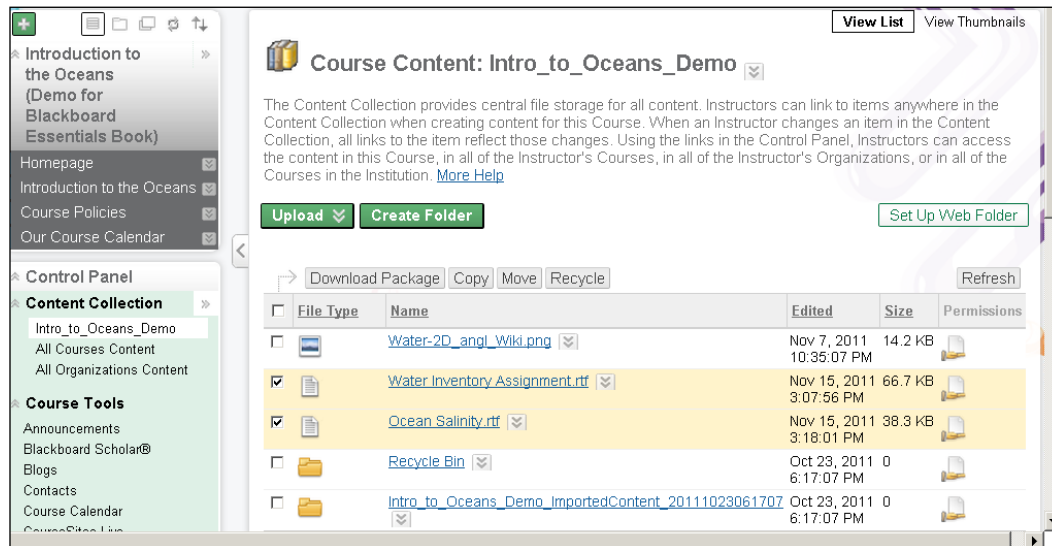 View List View Thumbnails
Introduction to
the Oceans
(Demo for
Blackboard
Essentials Book)
Homepage
Introduction to the Oceans
Course Policies
Our Course Calendar
Control Panel
Content Collection
Intro_to_Oceans_Demo
All Courses Content
All Organizations Content
Course Tools
Announcements
Blackboard Scholar®
Blogs
Contacts
Course Calendar
CourseSites Live
Course Content: Intro_to_Oceans_Demo
The Content Collection provides central file storage for all content. Instructors can link to items anywhere in the
Content Collection when creating content for this Course. When an Instructor changes an item in the Content
Collection, all links to the item reflect those changes. Using the links in the Control Panel, Instructors can access
the content in this Course, in all of the Instructor's Courses, in all of the Instructor's Organizations, or in all of the
Courses in the Institution. More Help
Upload Create Folder Set Up Web Folder
Download Package Copy Move Recycle Refresh
File Type Name Edited Size Permissions
Water-2D_angl_Wiki.png Nov 7, 2011 14.2 KB
10:35:07 PM
Water Inventory Assignment.rtf Nov 15, 2011 66.7 KB
3:07:56 PM
Ocean Salinity.rtf Nov 15, 2011 38.3 KB
3:18:01 PM
Recycle Bin Oct 23, 2011 0
6:17:07 PM
Intro_to_Oceans_Demo_ImportedContent_20111023061707 Oct 23, 2011 0
6:17:07 PM